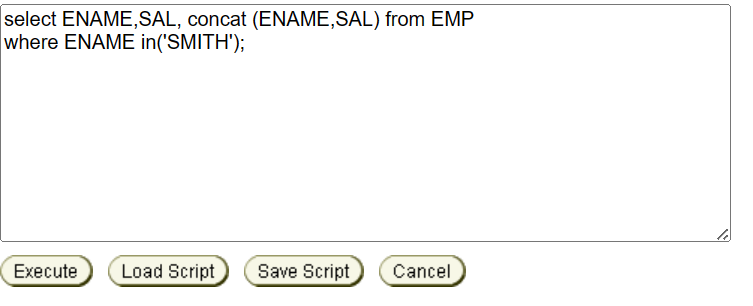 select ENAME,SAL, concat (ENAME,SAL) from EMP
where ENAME in('SMITH');
Execute Load Script Save Script Cancel